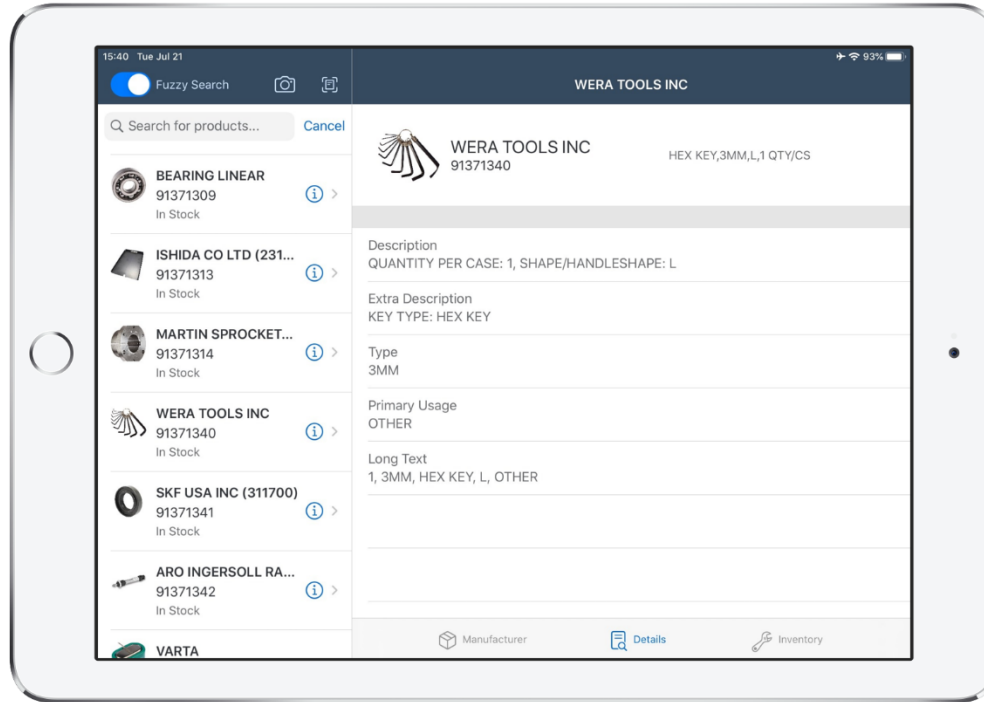 15:40 Tue Jul 21
93%
Fuzzy Search
WERA TOOLS INC
Search for products...
Cancel
BEARING LINEAR
91371309
In Stock
ISHIDA CO LTD (231...
91371313
In Stock
MARTIN SPROCKET...
91371314
In Stock
WERA TOOLS INC
91371340
In Stock
SKF USA INC (311700)
91371341
In Stock
ARO INGERSOLL RA...
91371342
In Stock
VARTA
WERA TOOLS INC
91371340
HEX KEY,3MM,L,1 QTY/CS
Description
QUANTITY PER CASE: 1, SHAPE/HANDLESHAPE: L
Extra Description
KEY TYPE: HEX KEY
Type
3MM
Primary Usage
OTHER
Long Text
1, 3MM, HEX KEY, L, OTHER
Manufacturer
Details
Inventory